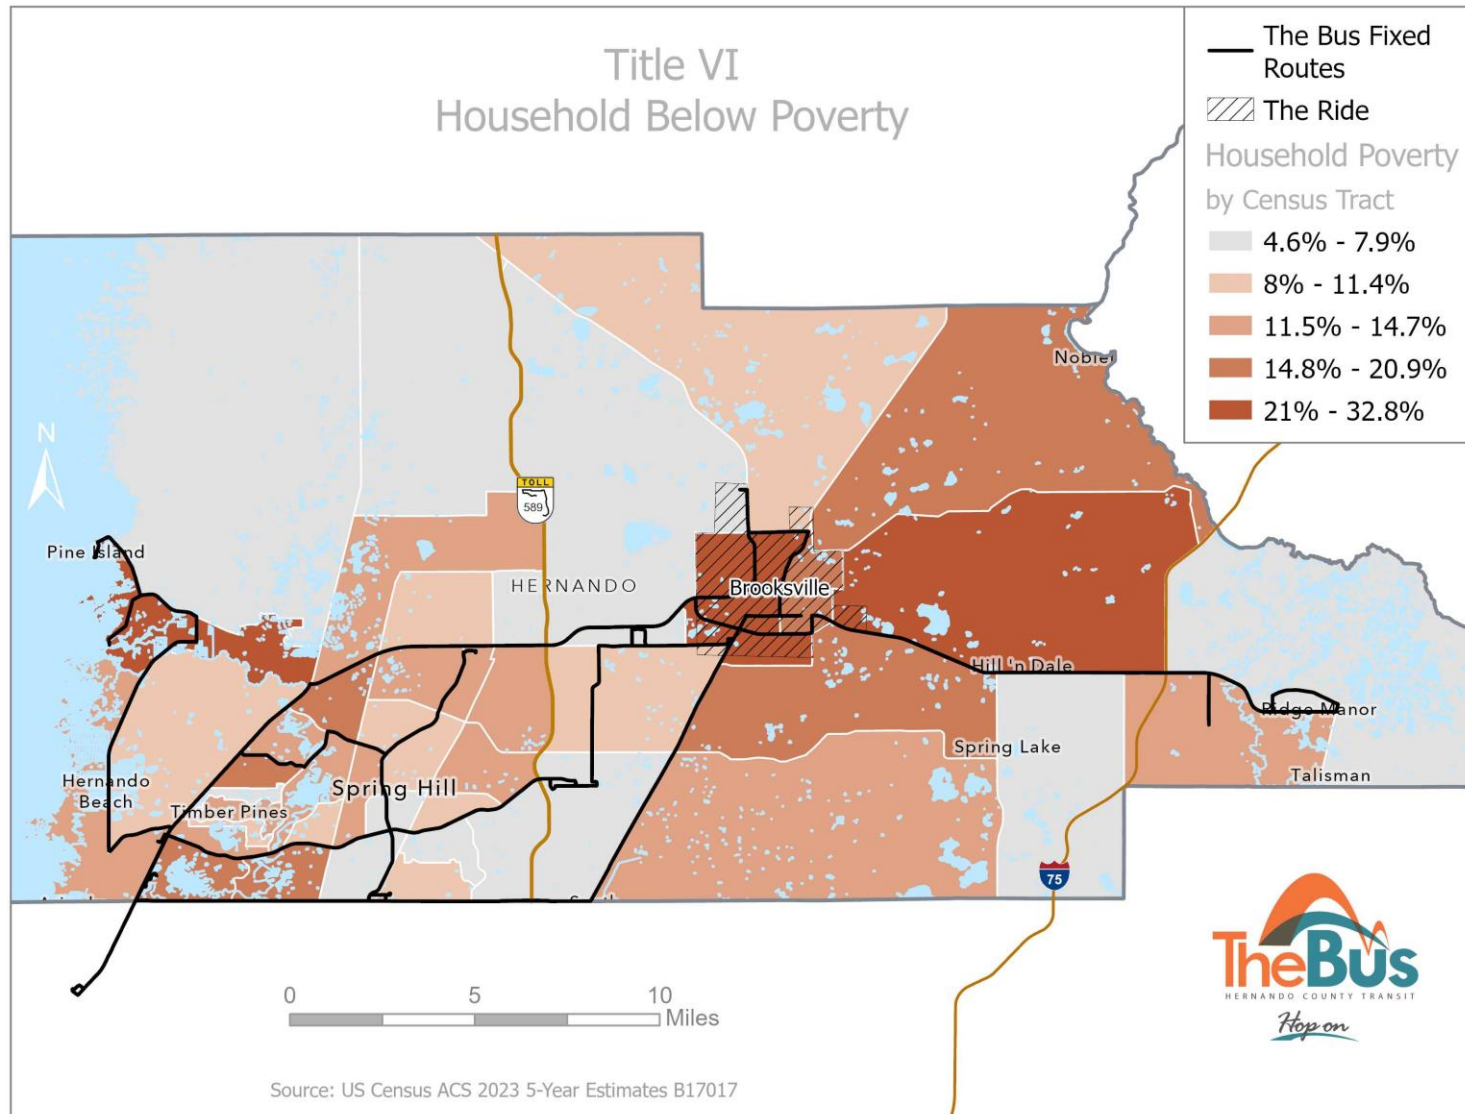 Title VI
Household Below Poverty
The Bus Fixed
Routes
The Ride
Household Poverty
by Census Tract
4.6% - 7.9%
8% - 11.4%
11.5% - 14.7%
14.8% - 20.9%
21% - 32.8%
N
TOLL
589
Pine Island
HERNANDO
Brooksville
Hill 'n Dale
Ridge Manor
Spring Lake
Talisman
Hernando
Beach
Timber Pines
Spring Hill
75
0 5 10
Miles
TheBus
HERNANDO COUNTY TRANSIT
Hop on
Source: US Census ACS 2023 5-Year Estimates B17017